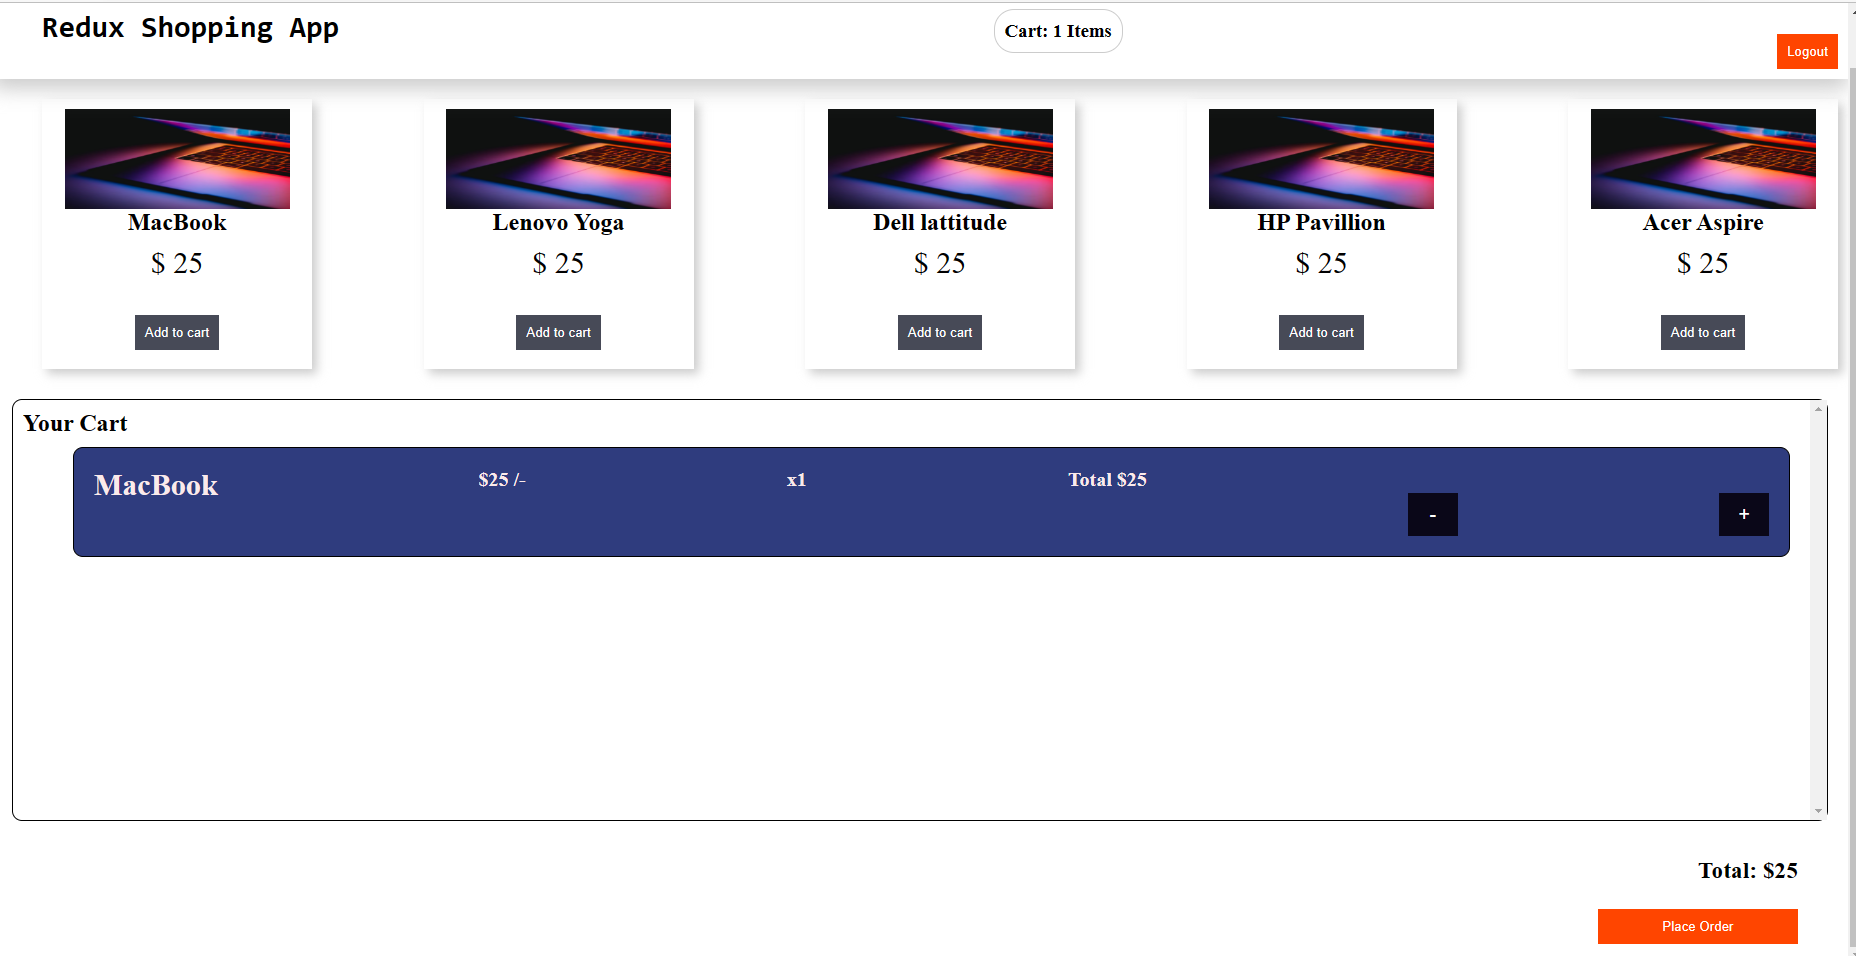 Redux Shopping App
Cart: 1 Items
Logout
MacBook
$ 25
Add to cart
Lenovo Yoga
$ 25
Add to cart
Dell lattitude
$ 25
Add to cart
HP Pavillion
$ 25
Add to cart
Acer Aspire
$ 25
Add to cart
Your Cart
MacBook $25 /- x1 Total $25 - +
Total: $25
Place Order